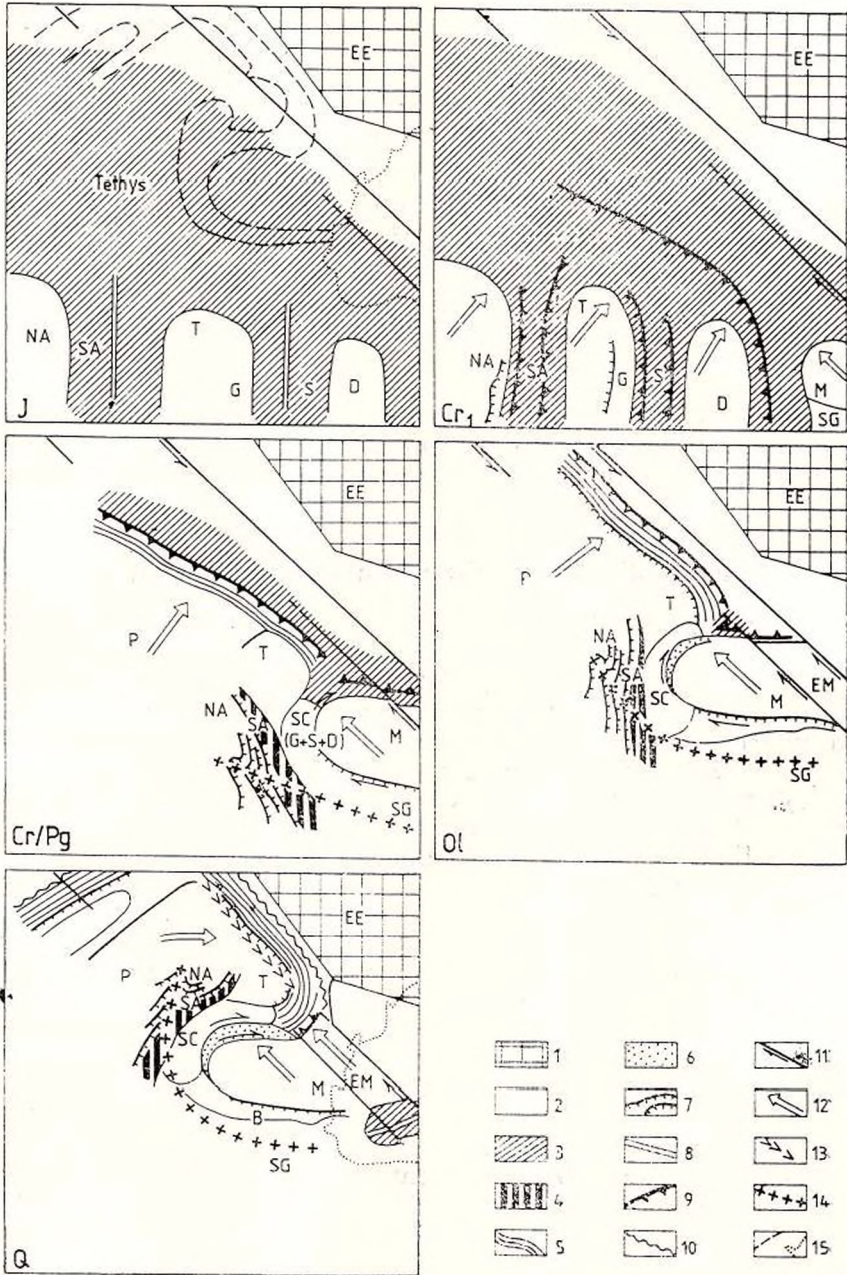 EE
Tethys
NA
SA
T
G
S
D
J
EE
NA
SA
T
G
S
D
M
SG
Cr1
EE
P
T
NA
SA
SC
(G+S+D)
M
SG
Cr/Pg
EE
P
T
NA
SA
SC
M
EM
SG
Ol
EE
P
NA
SA
T
SC
M
EM
B
SG
Q
1
2
3
4
5
6
7
8
9
10
11
12
13
14
15